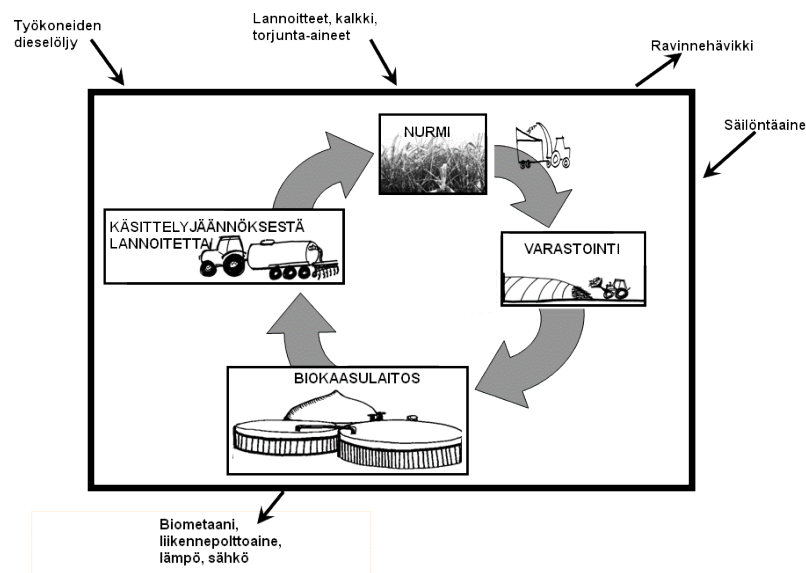 Työkoneiden
dieselöljy
Lannoitteet, kalkki,
torjunta-aineet
Ravinnehävikki
Säilöntäaine
NURMI
KÄSITTELYJÄÄNNÖKSESTÄ
LANNOITETTA
VARASTOINTI
BIOKAASULAITOS
Biometaani,
liikennepolttoaine,
lämpö, sähkö